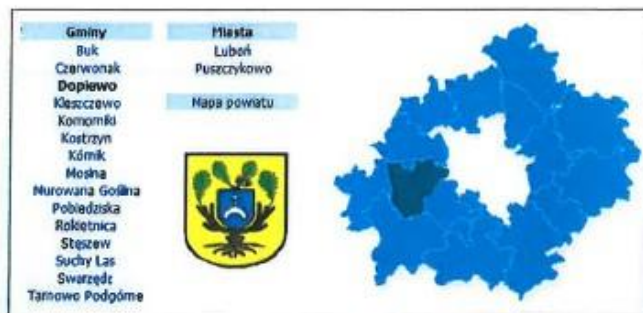 Gminy
Buk
Czerwonak
Dopiewo
Kleszczewo
Komorniki
Kostrzyn
Kórnik
Mosina
Murowana Goślina
Pobiedziska
Rokietnica
Stęszew
Suchy Las
Swarzędz
Tarnowo Podgórne
Miasta
Luboń
Puszczykowo
Mapa powiatu